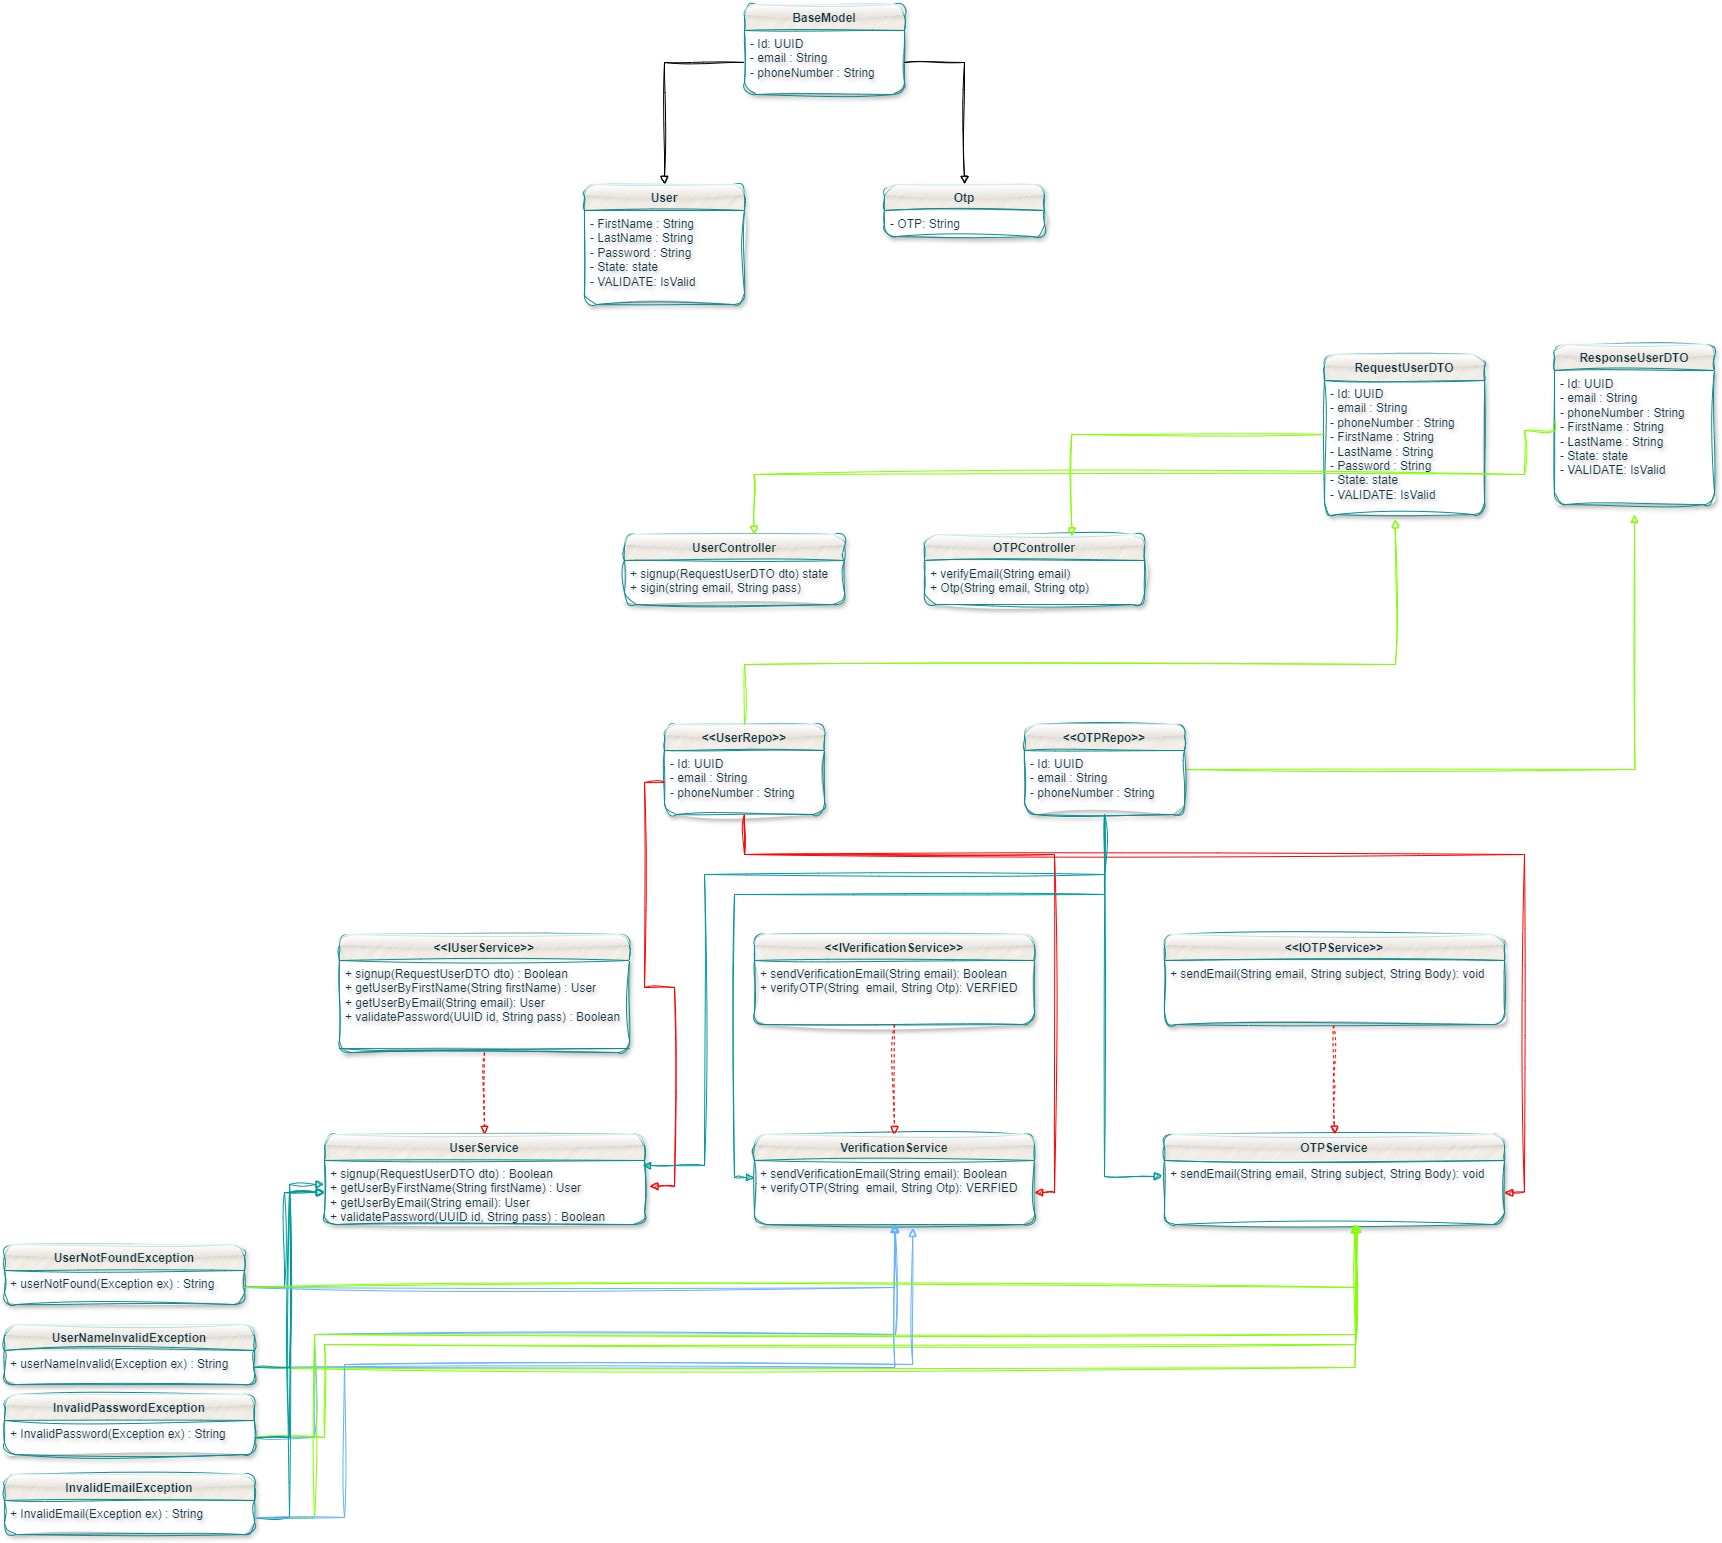 BaseModel
- Id: UUID
- email : String
- phoneNumber : String
User
- FirstName : String
- LastName : String
- Password : String
- State: state
- VALIDATE: IsValid
Otp
- OTP: String
RequestUserDTO
- Id: UUID
- email : String
- phoneNumber : String
- FirstName : String
- LastName : String
- Password : String
- State: state
- VALIDATE: IsValid
ResponseUserDTO
- Id: UUID
- email : String
- phoneNumber : String
- FirstName : String
- LastName : String
- State: state
- VALIDATE: IsValid
UserController
+ signup(RequestUserDTO dto) state
+ sigin(string email, String pass)
OTPController
+ verifyEmail(String email)
+ Otp(String email, String otp)
<<UserRepo>>
- Id: UUID
- email : String
- phoneNumber : String
<<OTPRepo>>
- Id: UUID
- email : String
- phoneNumber : String
<<IUserService>>
+ signup(RequestUserDTO dto) : Boolean
+ getUserByFirstName(String firstName) : User
+ getUserByEmail(String email): User
+ validatePassword(UUID id, String pass) : Boolean
<<IVerificationService>>
+ sendVerificationEmail(String email): Boolean
+ verifyOTP(String  email, String Otp): VERFIED
<<IOTPService>>
+ sendEmail(String email, String subject, String Body): void
UserService
+ signup(RequestUserDTO dto) : Boolean
+ getUserByFirstName(String firstName) : User
+ getUserByEmail(String email): User
+ validatePassword(UUID id, String pass) : Boolean
VerificationService
+ sendVerificationEmail(String email): Boolean
+ verifyOTP(String  email, String Otp): VERFIED
OTPService
+ sendEmail(String email, String subject, String Body): void
UserNotFoundException
+ userNotFound(Exception ex) : String
UserNameInvalidException
+ userNameInvalid(Exception ex) : String
InvalidPasswordException
+ InvalidPassword(Exception ex) : String
InvalidEmailException
+ InvalidEmail(Exception ex) : String